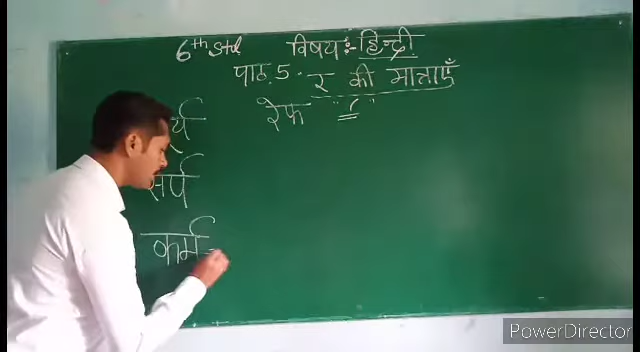 6th std विषय:- हिन्दी
पाठ.5. र की मात्राएँ
रेफ "र्"
सर्प
कर्म -
PowerDirector